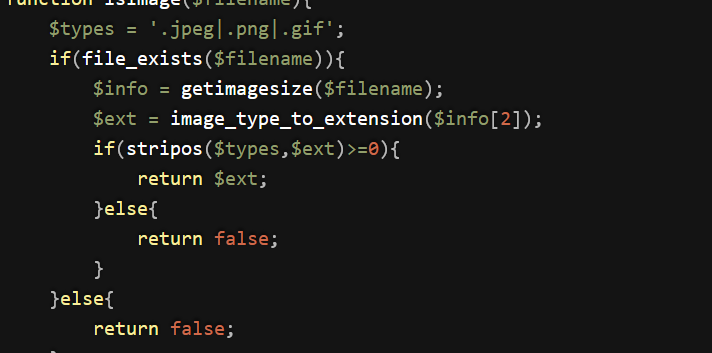 function isImage($filename){
    $types = '.jpeg|.png|.gif';
    if(file_exists($filename)){
        $info = getimagesize($filename);
        $ext = image_type_to_extension($info[2]);
        if(stripos($types,$ext)>=0){
            return $ext;
        }else{
            return false;
        }
    }else{
        return false;